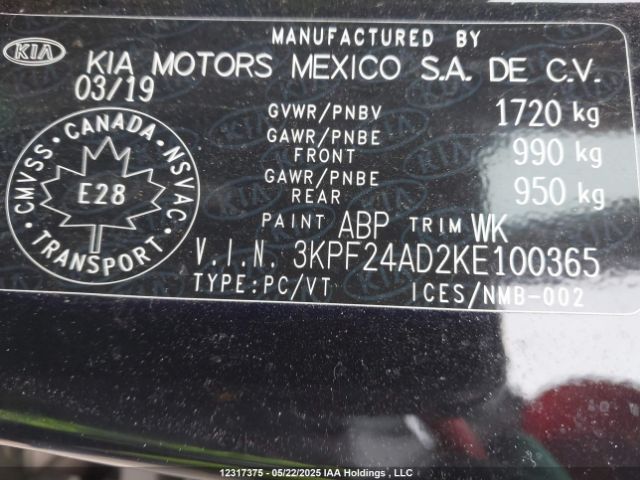 MANUFACTURED BY
KIA
KIA MOTORS MEXICO S.A. DE C.V.
03/19
GVWR/PNBV 1720 kg
GAWR/PNBE FRONT 990 kg
GAWR/PNBE REAR 950 kg
CMVSS · CANADA · NSVAC
E28
TRANSPORT
PAINT ABP TRIM WK
V.I.N. 3KPF24AD2KE100365
TYPE:PC/VT ICES/NMB-002
12317375 - 05/22/2025 IAA Holdings , LLC